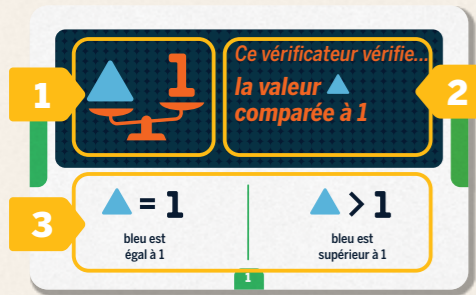 1
1
Ce vérificateur vérifie...
la valeur
comparée à 1
2
3
= 1
> 1
bleu est
égal à 1
bleu est
supérieur à 1
1